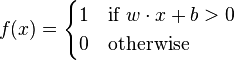 f(x) = { 1 if w · x + b > 0
0 otherwise